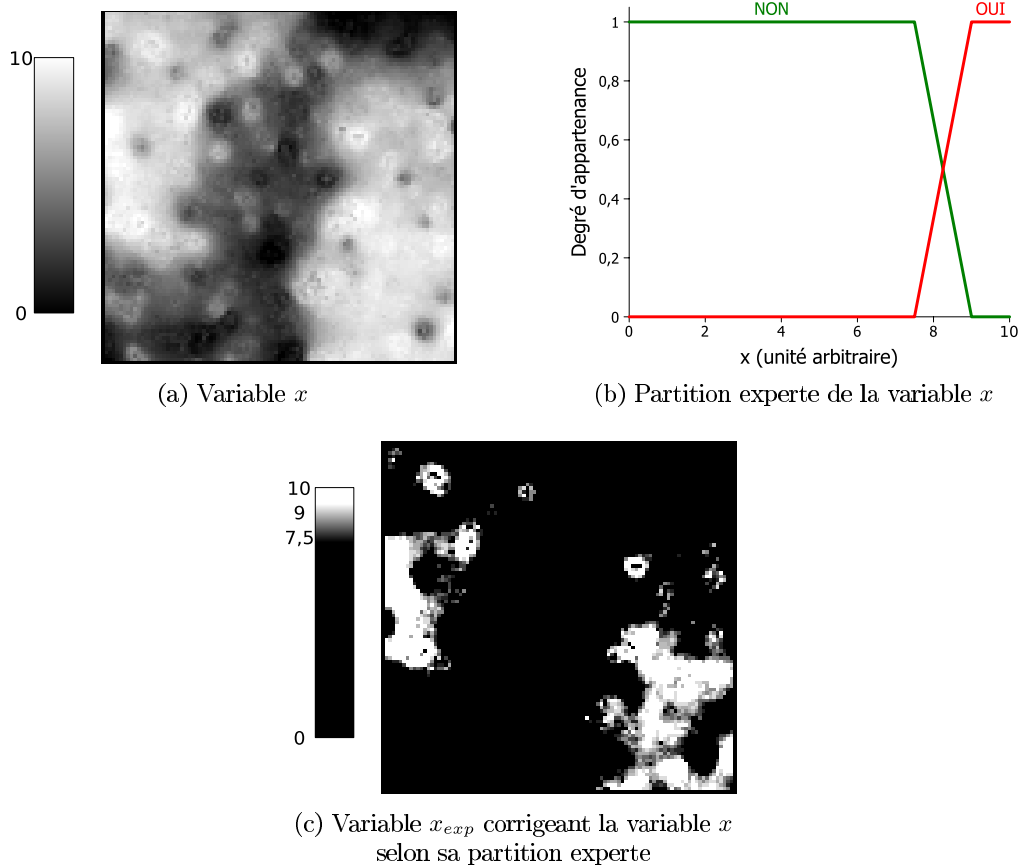 10
0
(a) Variable x
NON
OUI
1
0,8
0,6
0,4
0,2
0
Degré d'appartenance
0 2 4 6 8 10
x (unité arbitraire)
(b) Partition experte de la variable x
10
9
7,5
0
(c) Variable xexp corrigeant la variable x
selon sa partition experte